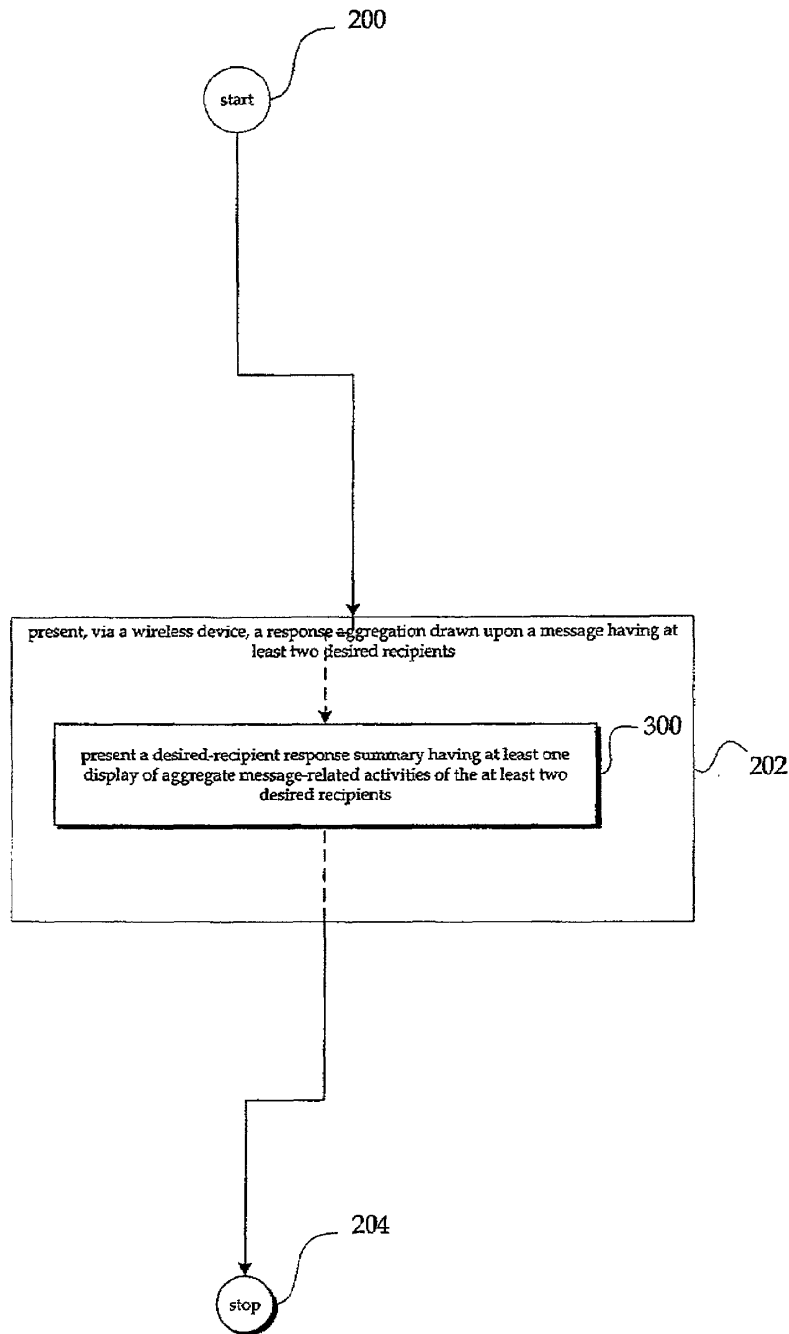 200
start
present, via a wireless device, a response aggregation drawn upon a message having at
least two desired recipients
300
present a desired-recipient response summary having at least one
display of aggregate message-related activities of the at least two
desired recipients
202
204
stop